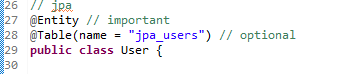 26 // jpa
27 @Entity // important
28 @Table(name = "jpa_users") // optional
29 public class User {
30